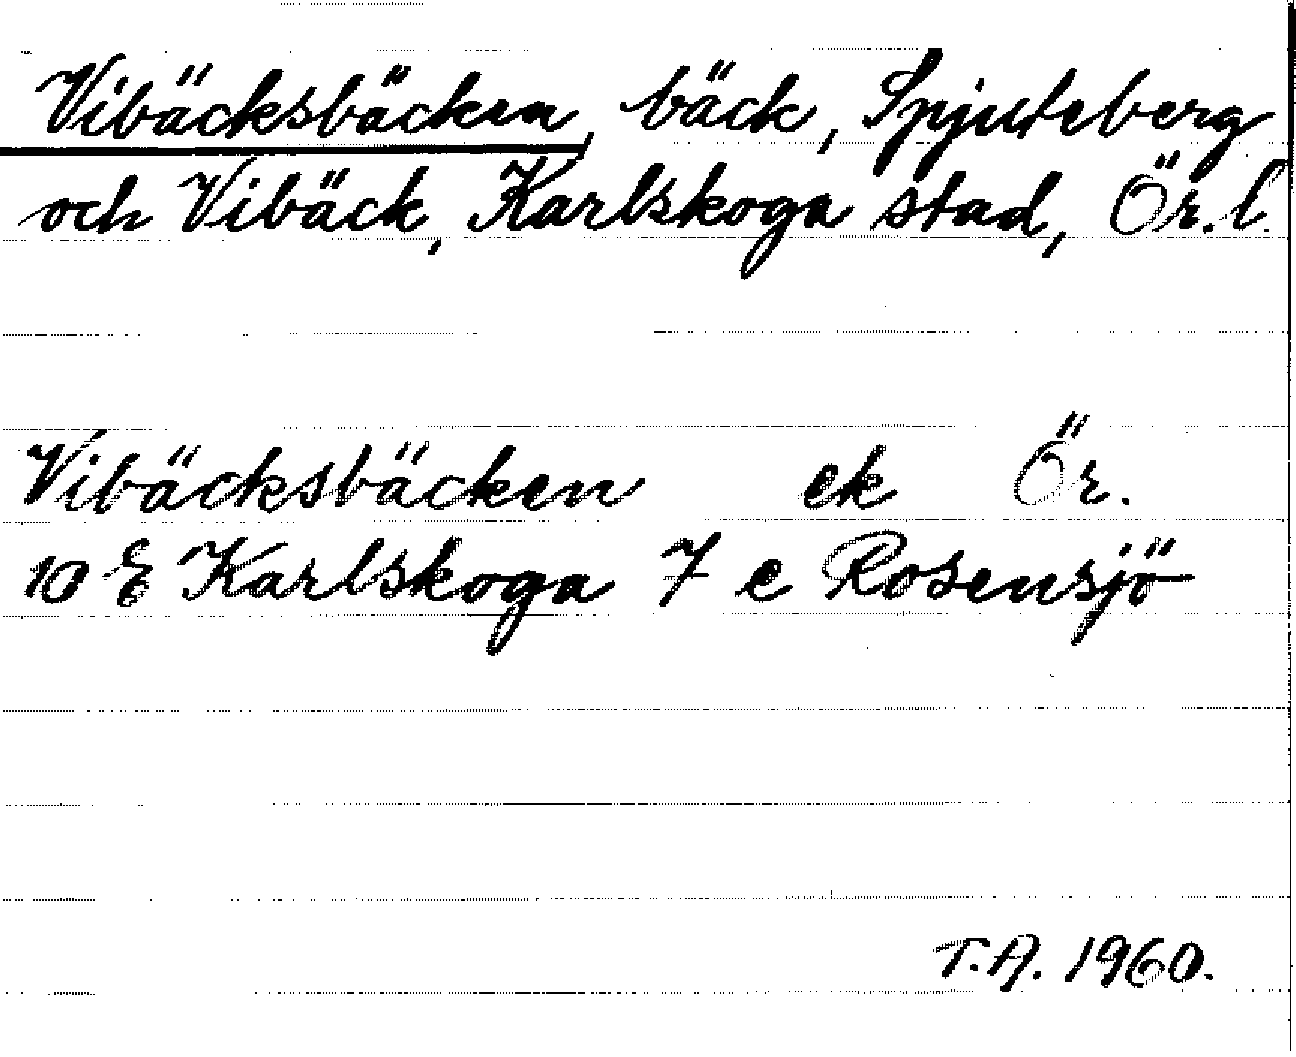 Vibäcksbäcken, bäck, Spjuteberg
och Vibäck, Karlskoga stad, Ör. l.
Vibäcksbäcken ek Ör.
10 E Karlskoga 7 e Rosensjö
T.A. 1960.